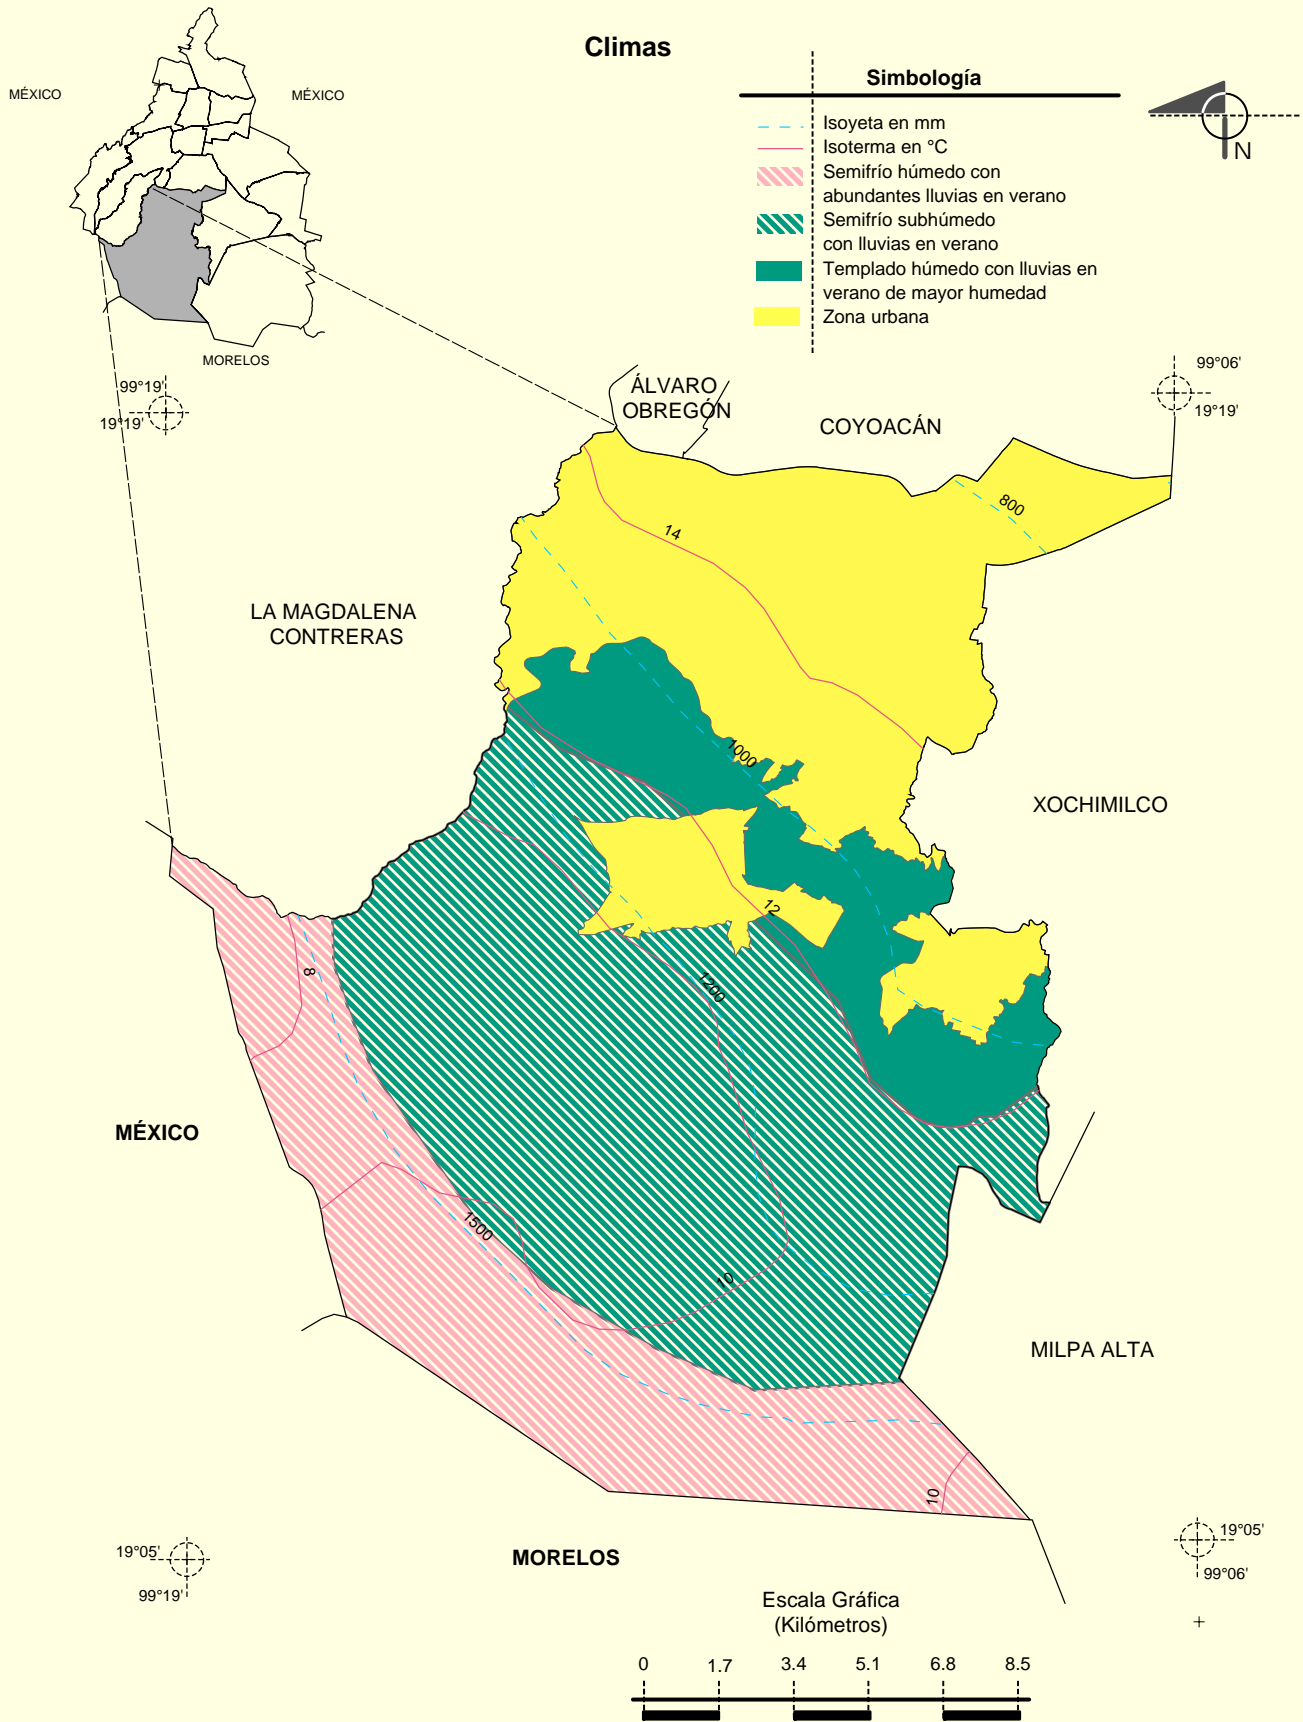 Climas
MÉXICO
MÉXICO
MORELOS
Simbología
Isoyeta en mm
Isoterma en °C
Semifrío húmedo con
abundantes lluvias en verano
Semifrío subhúmedo
con lluvias en verano
Templado húmedo con lluvias en
verano de mayor humedad
Zona urbana
N
99°19'
19°19'
99°06'
19°19'
ÁLVARO
OBREGÓN
COYOACÁN
800
14
LA MAGDALENA
CONTRERAS
1000
XOCHIMILCO
12
8
1200
MÉXICO
1500
10
MILPA ALTA
10
19°05'
99°19'
MORELOS
19°05'
99°06'
Escala Gráfica
(Kilómetros)
0 1.7 3.4 5.1 6.8 8.5